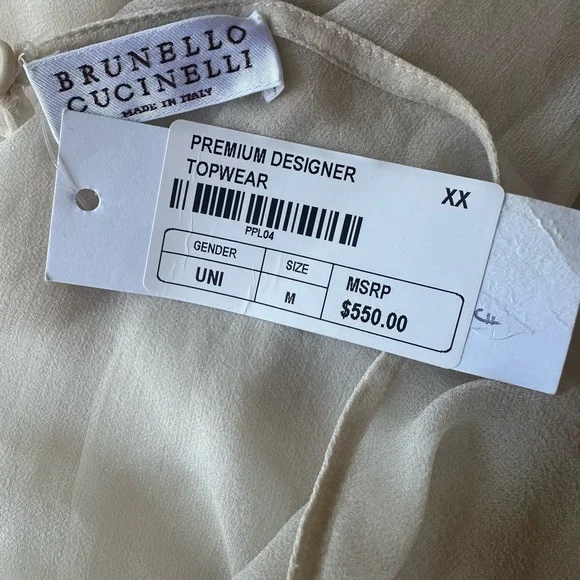 BRUNELLO
CUCINELLI
MADE IN ITALY
PREMIUM DESIGNER
TOPWEAR
XX
PPL04
GENDER SIZE MSRP
UNI M $550.00